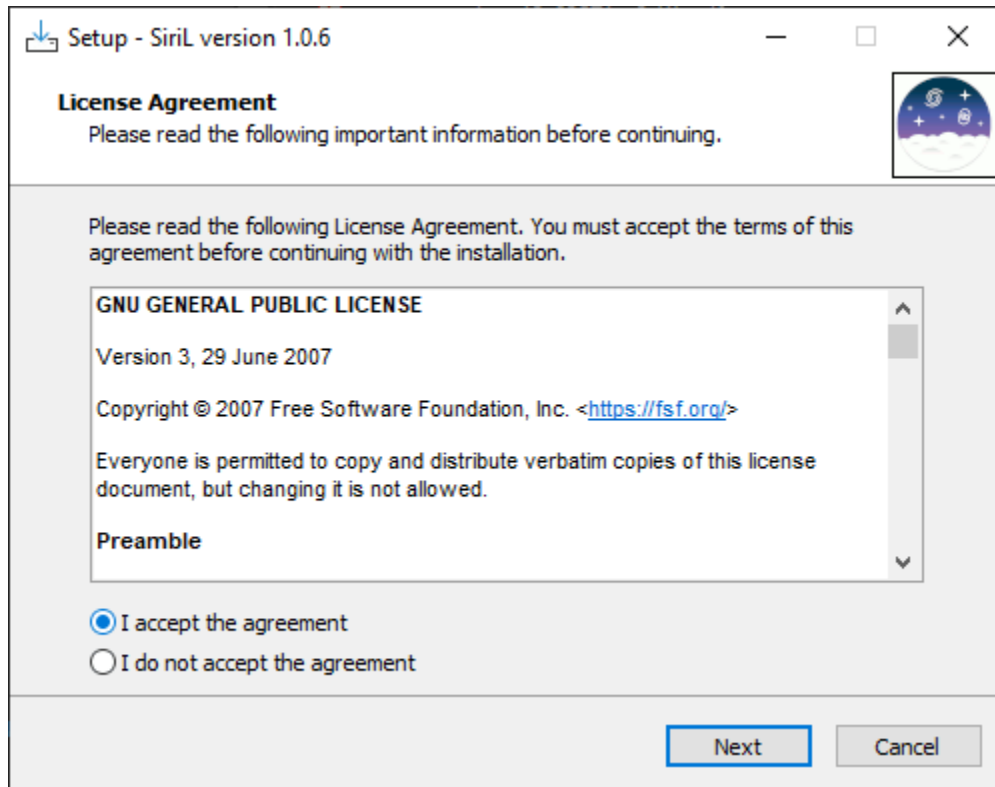 Setup - SiriL version 1.0.6
License Agreement
Please read the following important information before continuing.
Please read the following License Agreement. You must accept the terms of this
agreement before continuing with the installation.
GNU GENERAL PUBLIC LICENSE
Version 3, 29 June 2007
Copyright © 2007 Free Software Foundation, Inc. <https://fsf.org/>
Everyone is permitted to copy and distribute verbatim copies of this license
document, but changing it is not allowed.
Preamble
I accept the agreement
I do not accept the agreement
Next
Cancel